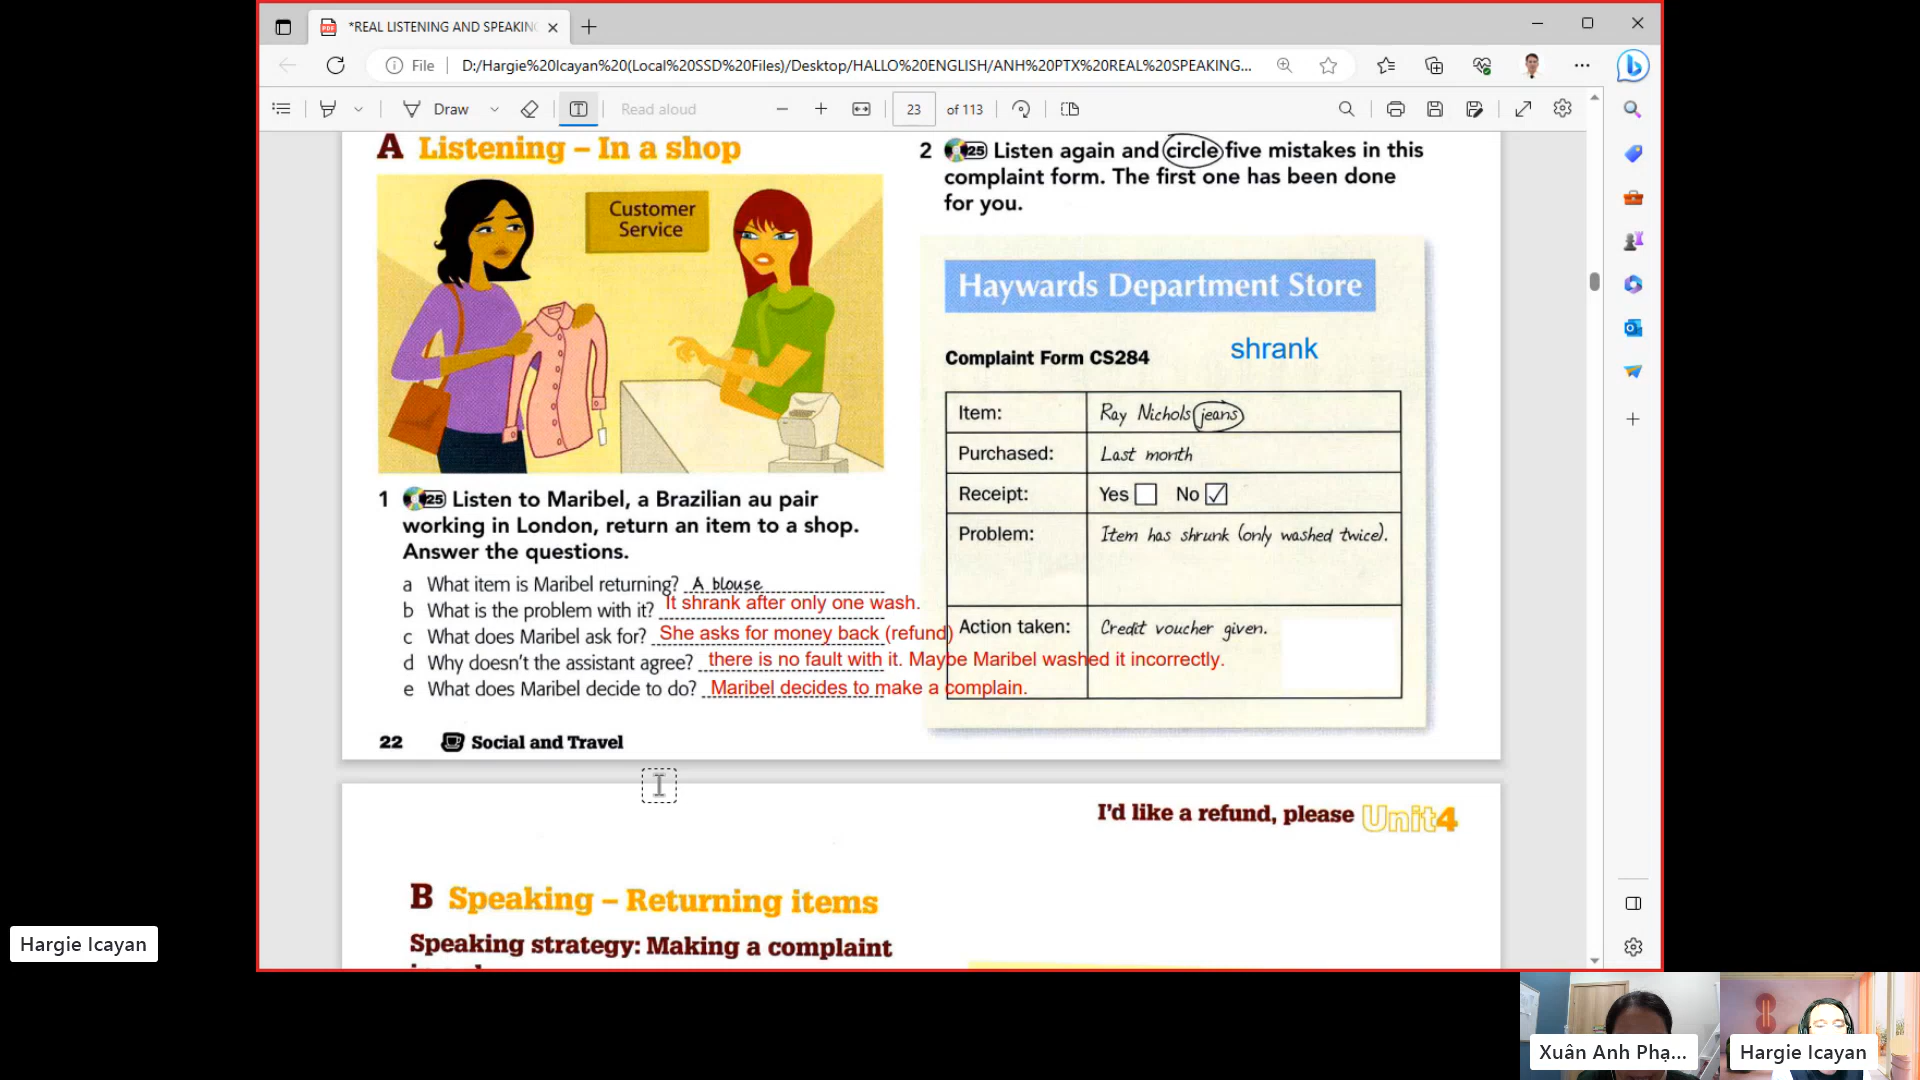 *REAL LISTENING AND SPEAKIN
File
D:/Hargie%20Icayan%20(Local%20SSD%20Files)/Desktop/HALLO%20ENGLISH/ANH%20PTX%20REAL%20SPEAKING...
Draw
Read aloud
23
of 113
A Listening – In a shop
Customer
Service
1 25 Listen to Maribel, a Brazilian au pair
working in London, return an item to a shop.
Answer the questions.
a What item is Maribel returning? A blouse
b What is the problem with it? It shrank after only one wash.
c What does Maribel ask for? She asks for money back (refund)
d Why doesn't the assistant agree? there is no fault with it. Maybe Maribel washed it incorrectly.
e What does Maribel decide to do? Maribel decides to make a complain.
22 Social and Travel
2 25 Listen again and circle five mistakes in this
complaint form. The first one has been done
for you.
Haywards Department Store
shrank
Complaint Form CS284
Item: Ray Nichols jeans
Purchased: Last month
Receipt: Yes No
Problem: Item has shrunk (only washed twice).
Action taken: Credit voucher given.
I'd like a refund, please Unit4
B Speaking – Returning items
Speaking strategy: Making a complaint
Hargie Icayan
Xuân Anh Phạ...
Hargie Icayan